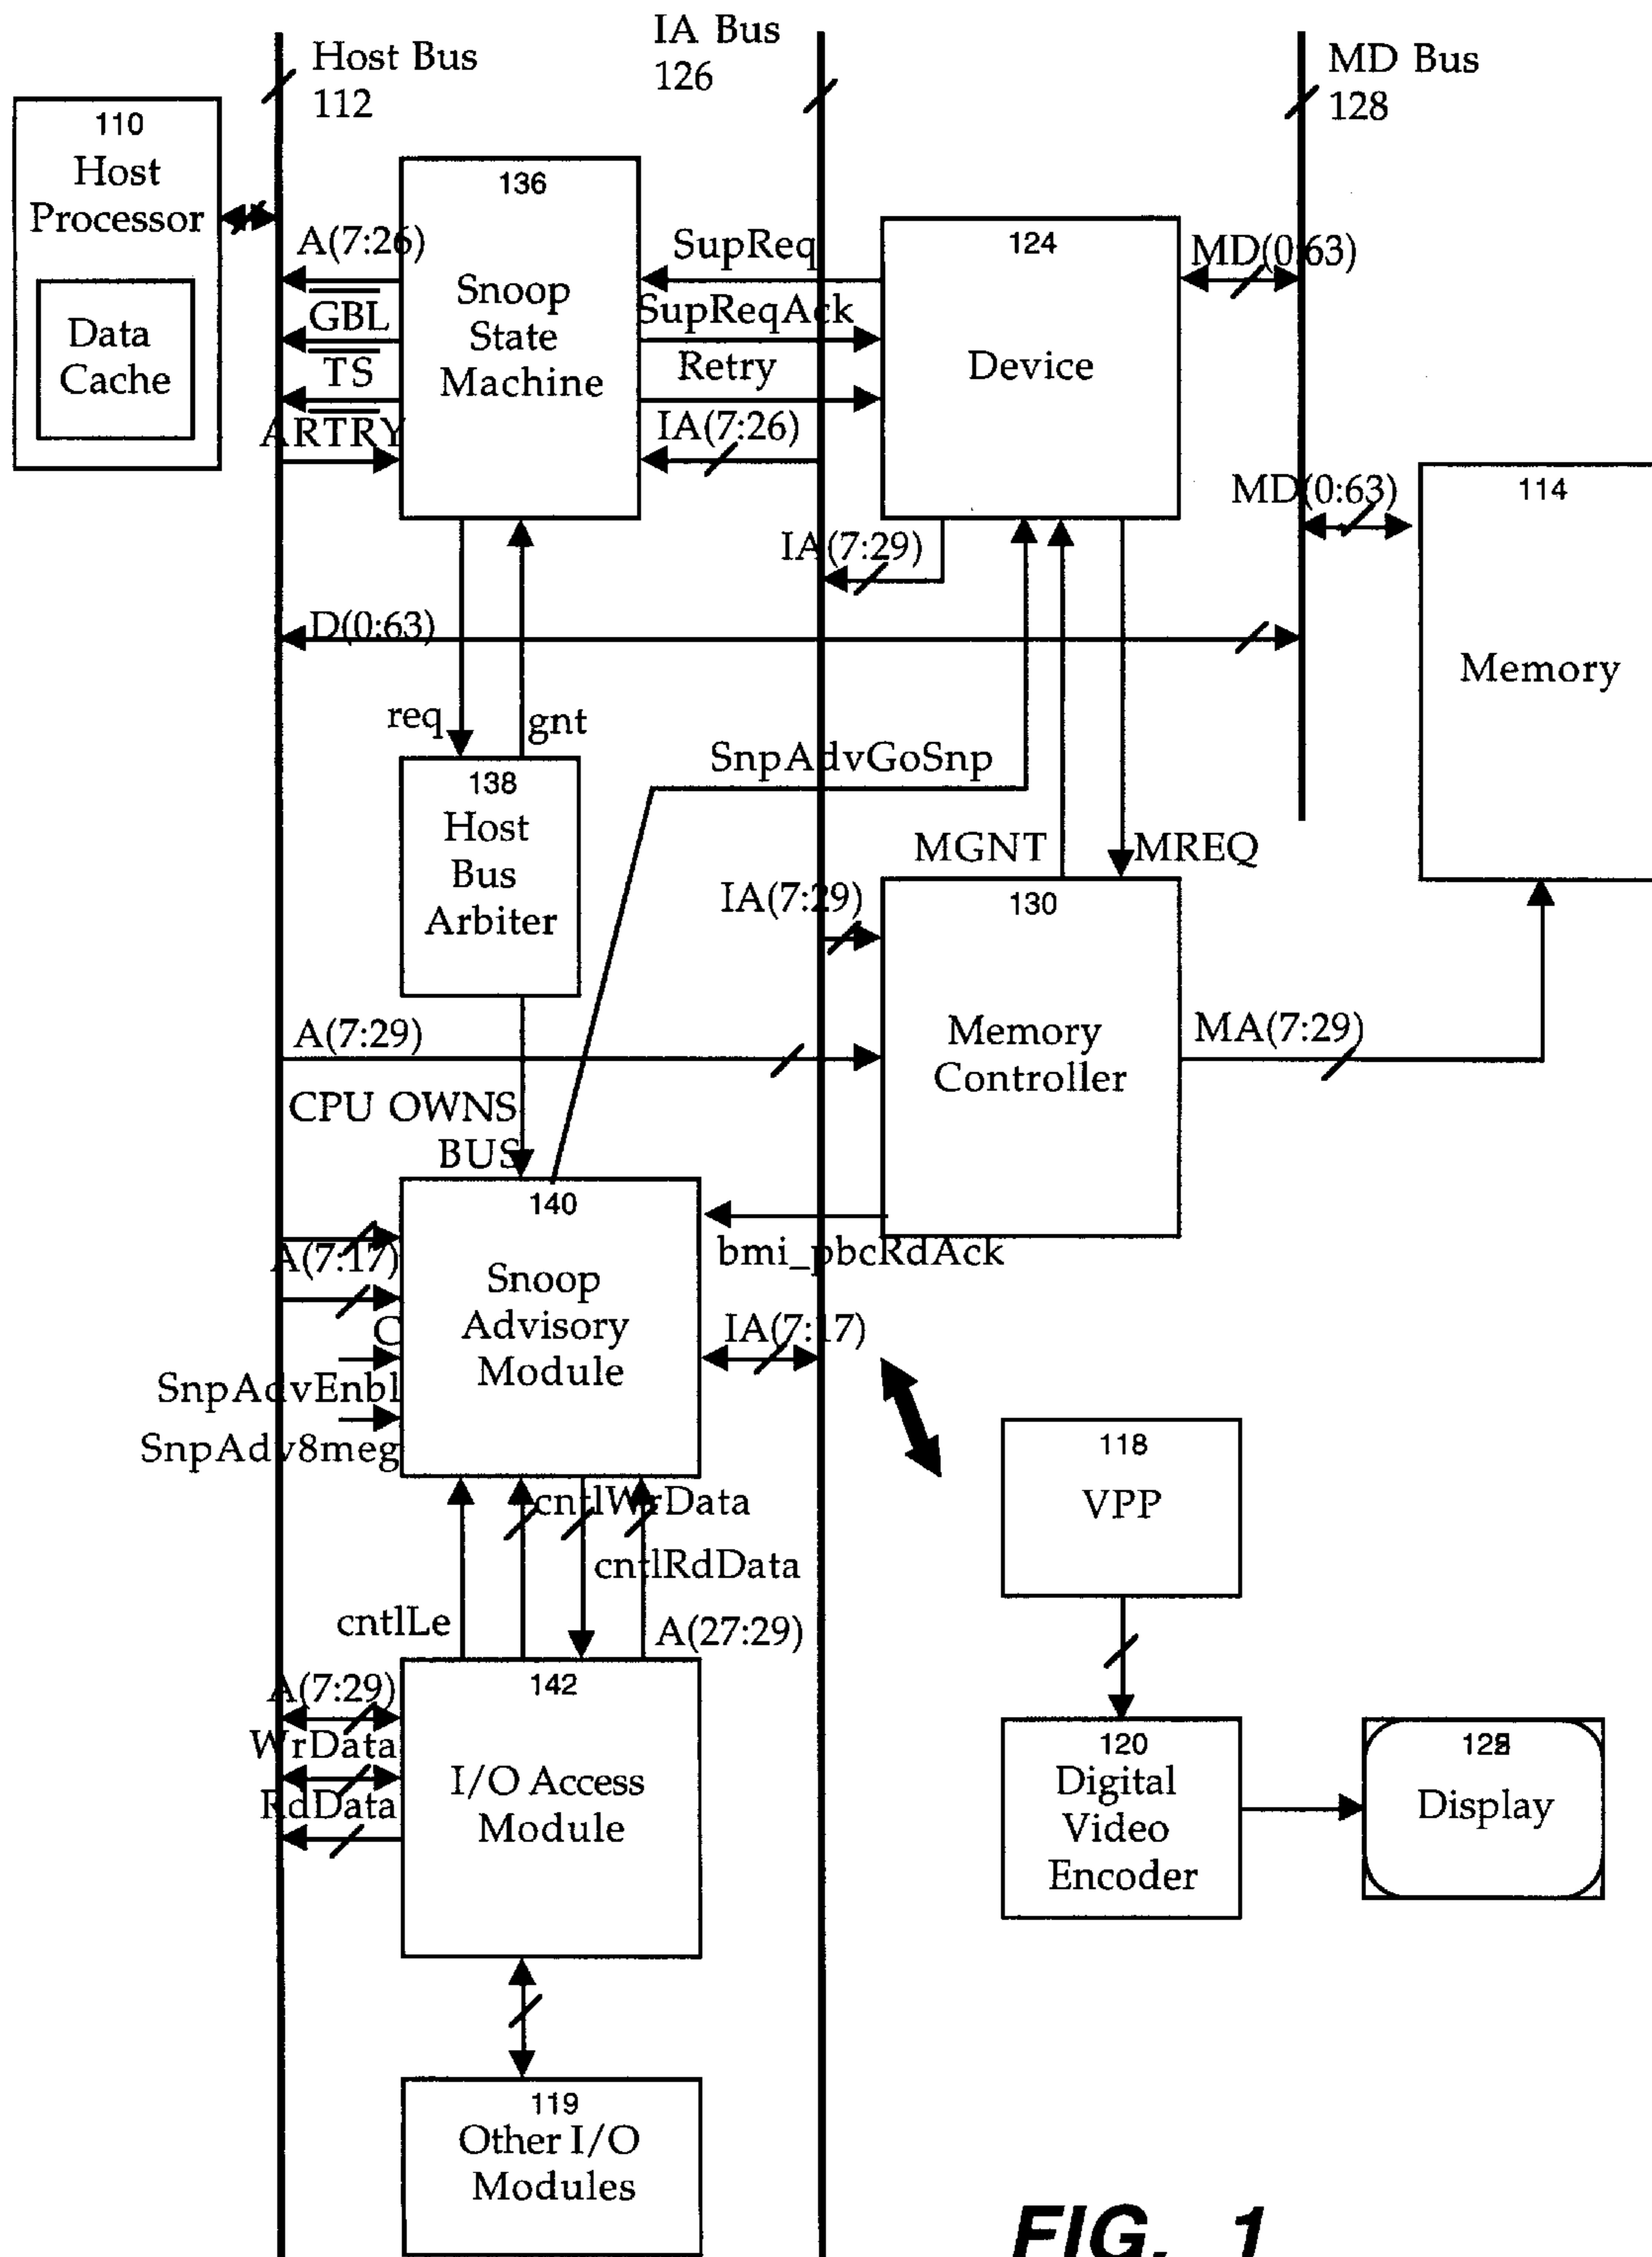 Host Bus
112
IA Bus
126
MD Bus
128
110
Host
Processor
Data
Cache
136
Snoop
State
Machine
A(7:26)
GBL
TS
ARTRY
SupReq
SupReqAck
Retry
IA(7:26)
124
Device
MD(0:63)
MD(0:63)
114
Memory
IA(7:29)
D(0:63)
req
gnt
138
Host
Bus
Arbiter
SnpAdvGoSnp
MGNT
MREQ
IA(7:29)
130
Memory
Controller
A(7:29)
MA(7:29)
CPU OWNS
BUS
140
Snoop
Advisory
Module
A(7:17)
C
SnpAdvEnbl
SnpAdv8meg
bmi_pbcRdAck
IA(7:17)
cntlWrData
cntlRdData
cntlLe
A(27:29)
118
VPP
142
I/O Access
Module
A(7:29)
WrData
RdData
120
Digital
Video
Encoder
Display
119
Other I/O
Modules
FIG. 1